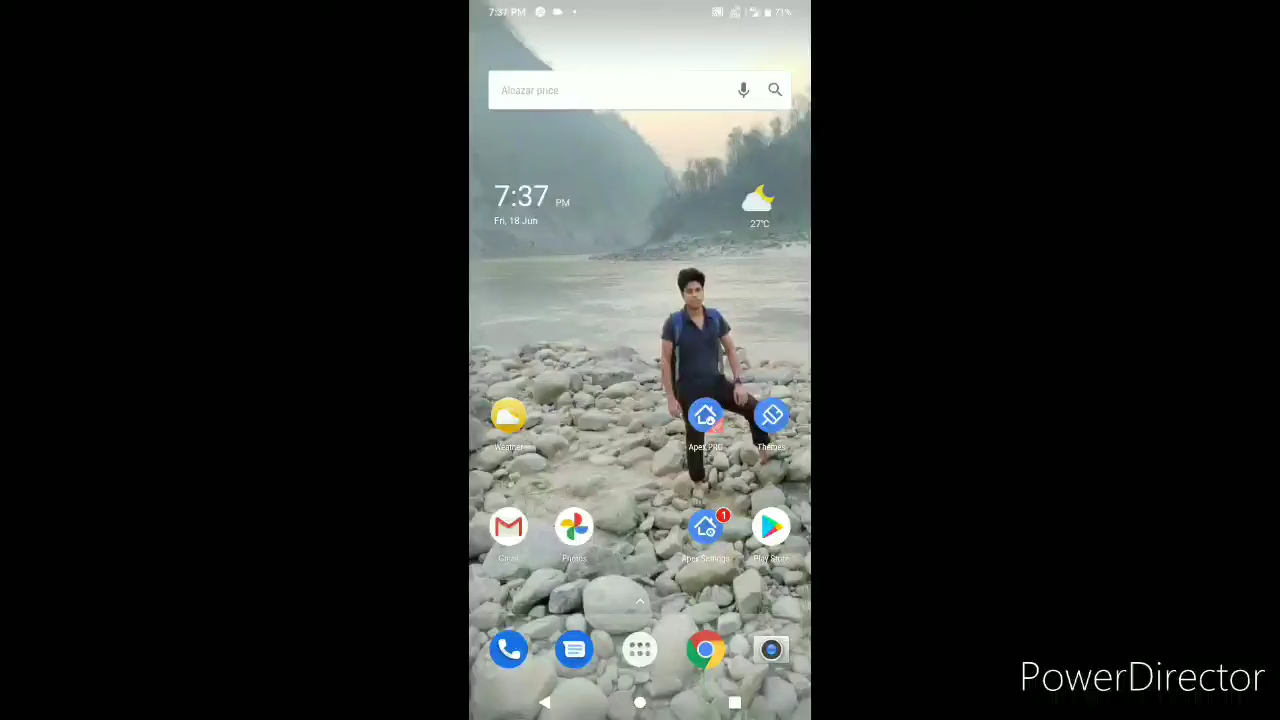 7:37 PM
73%
Alcazar price
7:37 PM
Fri, 18 Jun
27°C
Weather
Apex PRO
Themes
1
Gmail
Photos
Apex Settings
Play Store
PowerDirector